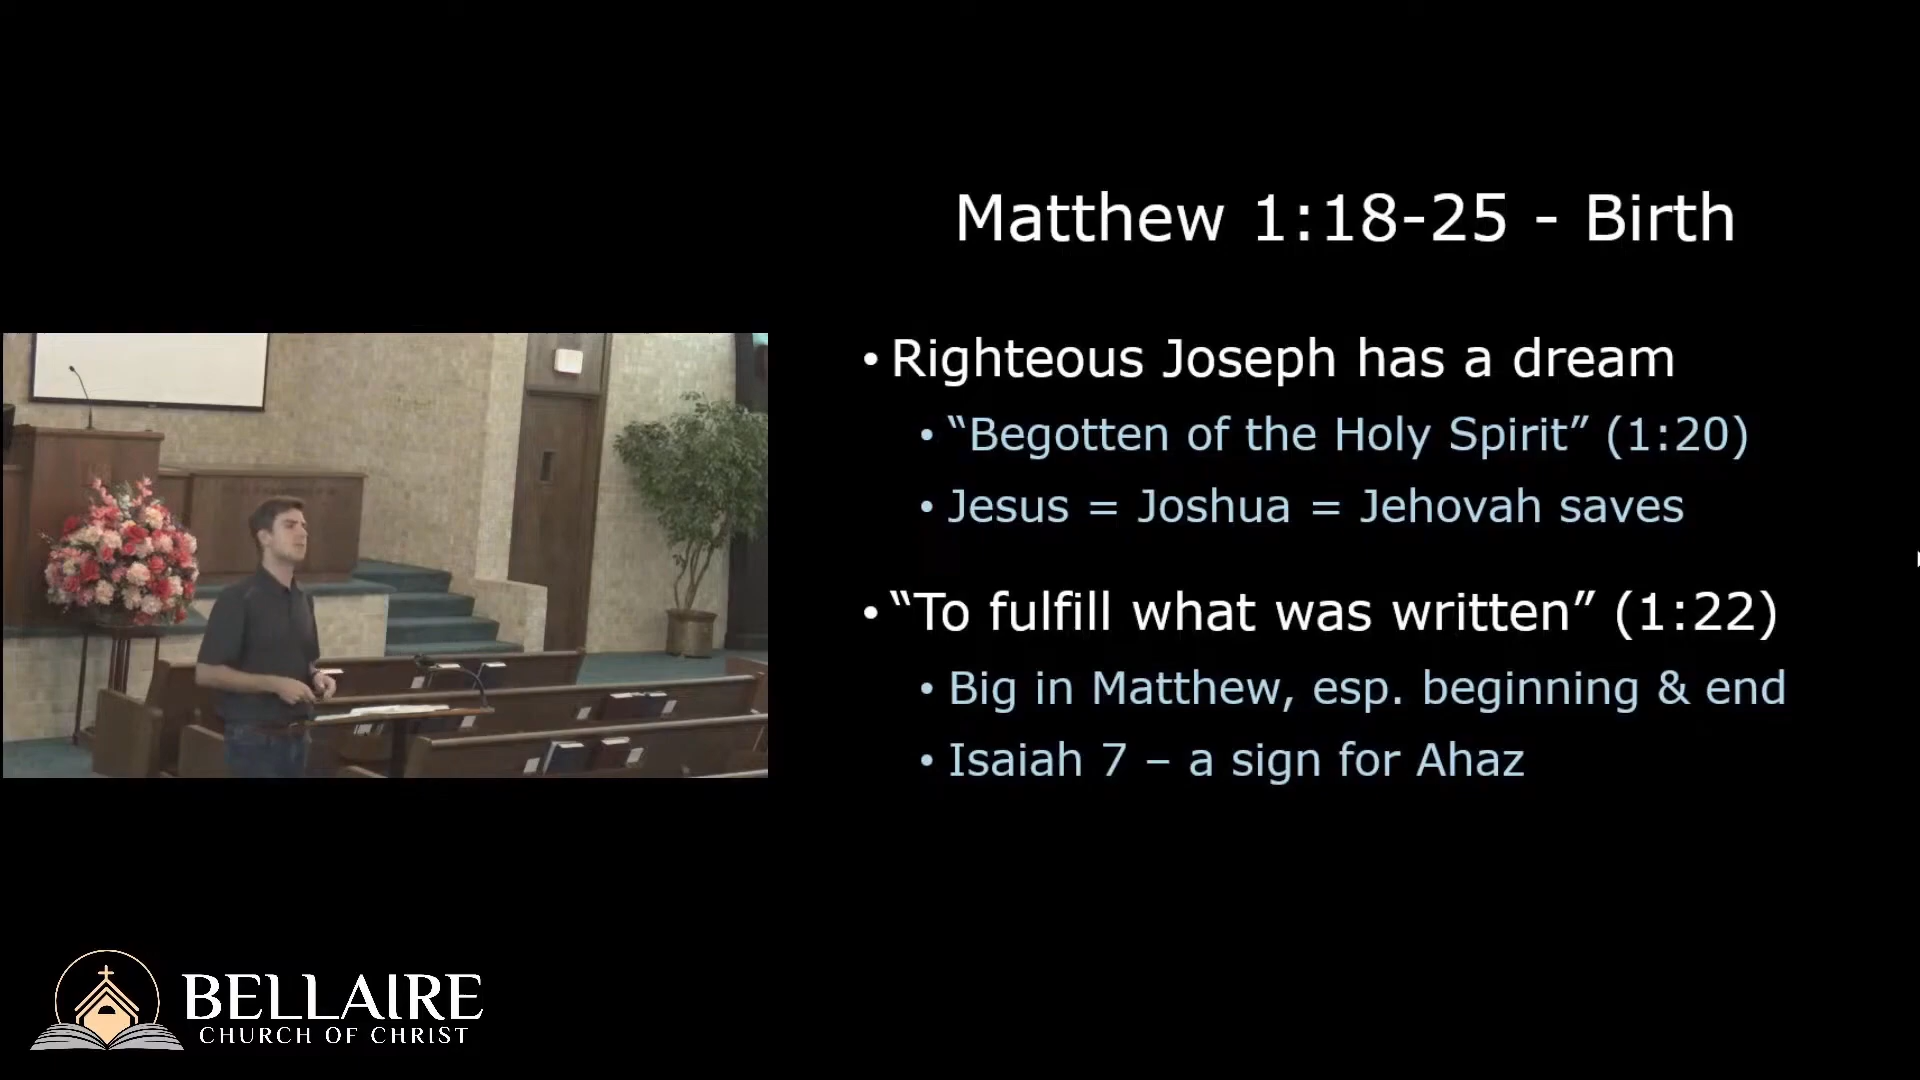 Matthew 1:18-25 - Birth
• Righteous Joseph has a dream
• “Begotten of the Holy Spirit” (1:20)
• Jesus = Joshua = Jehovah saves
• “To fulfill what was written” (1:22)
• Big in Matthew, esp. beginning & end
• Isaiah 7 – a sign for Ahaz
BELLAIRE
CHURCH OF CHRIST